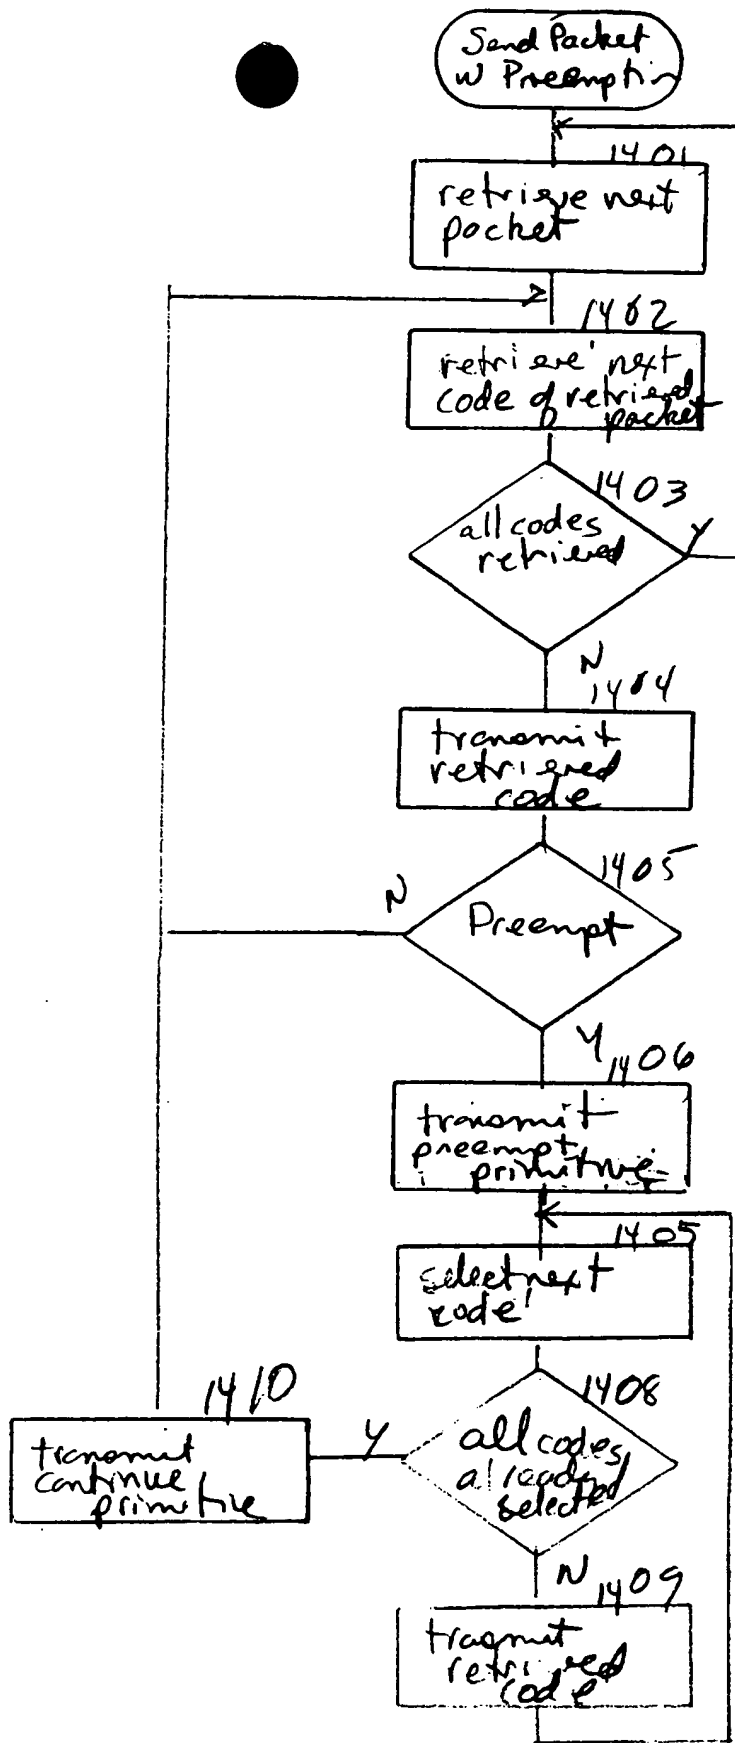 Send Packet
w Preemption
1401
retrieve next
packet
1402
retrieve next
code of retrieved
packet
1403
all codes
retrieved
Y
N
1404
transmit
retrieved
code
1405
N
Preempt
Y
1406
transmit
preempt
primitive
1405
select next
code
1408
all codes
already
selected
Y
1410
transmit
continue
primitive
N
1409
transmit
retrieved
code